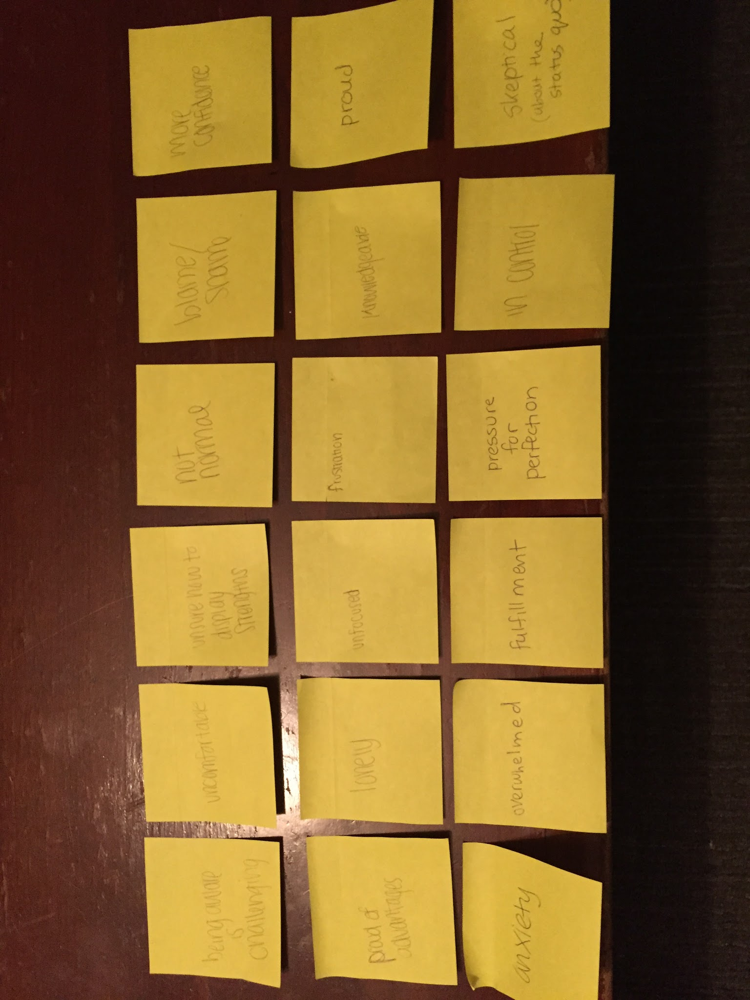 being aware
is
challenging
uncomfortable
unsure how to
display
strengths
not
normal
blame/
shame
more
confidence
proud of
advantages
lonely
unfocused
frustration
knowledgeable
proud
anxiety
overwhelmed
fulfillment
pressure
for
perfection
in control
skeptical
(about the
status quo)